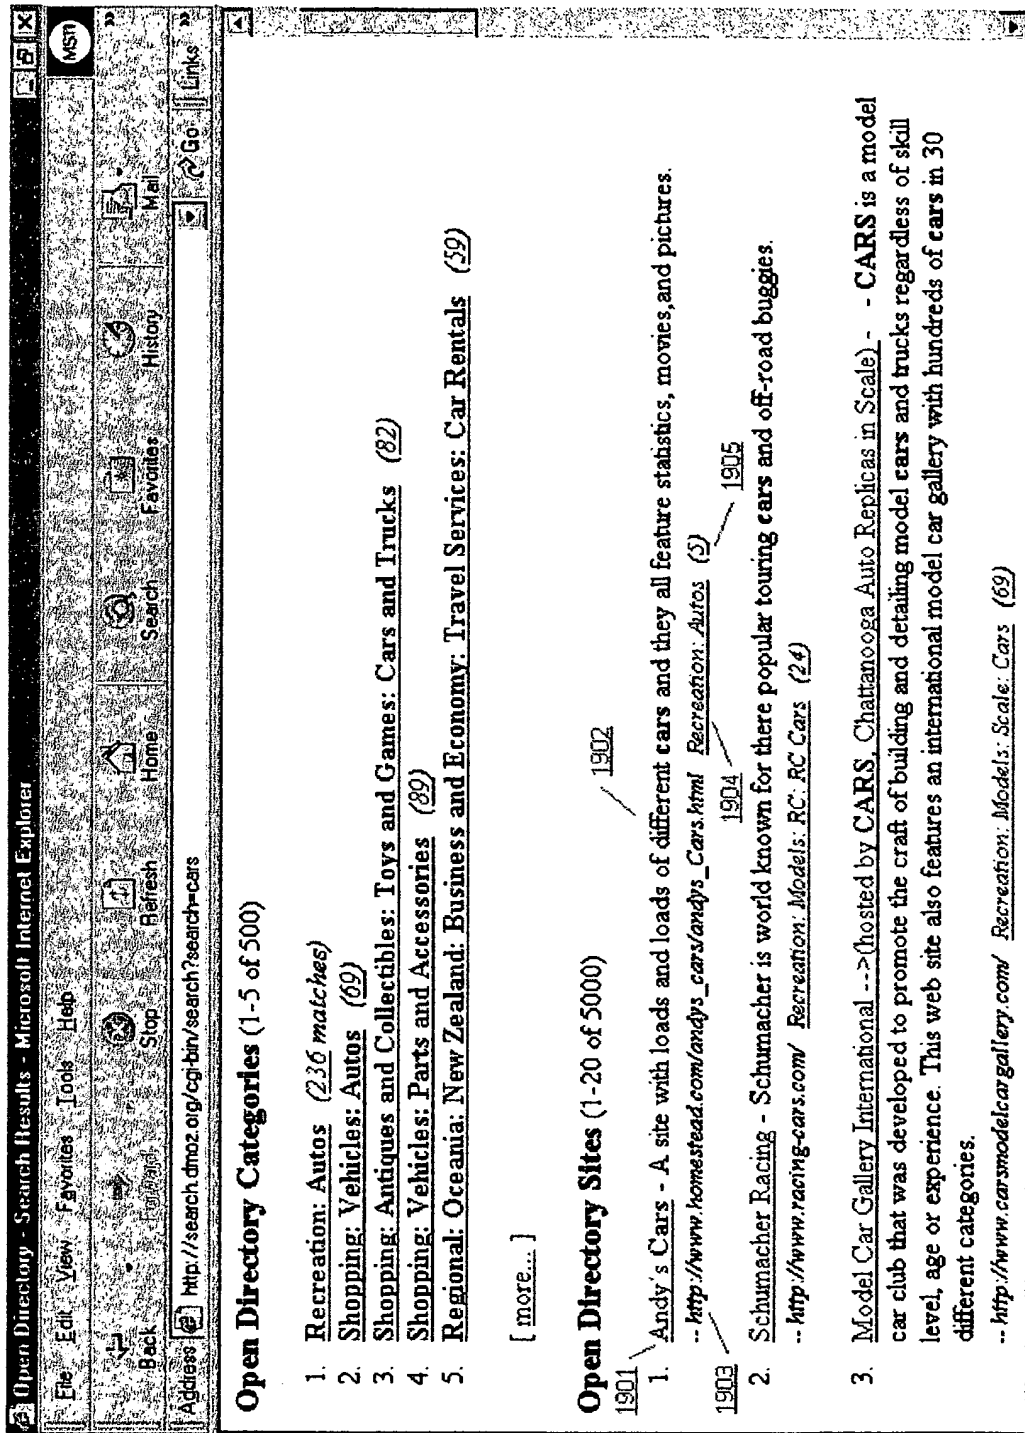 Open Directory - Search Results - Microsoft Internet Explorer
File Edit View Favorites Tools Help
msn
Back Forward Stop Refresh Home Search Favorites History Mail
Address http://search.dmoz.org/cgi-bin/search?search=cars Go Links »
Open Directory Categories (1-5 of 500)
1. Recreation: Autos (236 matches)
2. Shopping: Vehicles: Autos (69)
3. Shopping: Antiques and Collectibles: Toys and Games: Cars and Trucks (82)
4. Shopping: Vehicles: Parts and Accessories (89)
5. Regional: Oceania: New Zealand: Business and Economy: Travel Services: Car Rentals (59)
[ more... ]
Open Directory Sites (1-20 of 5000)
1901
1902
1. Andy's Cars - A site with loads and loads of different cars and they all feature statistics, movies,and pictures.
-- http://www.homestead.com/andys_cars/andys_Cars.html Recreation: Autos (5)
1903
1904
1905
2. Schumacher Racing - Schumacher is world known for there popular touring cars and off-road buggies.
-- http://www.racing-cars.com/ Recreation: Models: RC: RC Cars (24)
3. Model Car Gallery International -->(hosted by CARS, Chattanooga Auto Replicas in Scale) - - CARS is a model
car club that was developed to promote the craft of building and detailing model cars and trucks regardless of skill
level, age or experience. This web site also features an international model car gallery with hundreds of cars in 30
different categories.
-- http://www.carsmodelcargallery.com/ Recreation: Models: Scale: Cars (69)